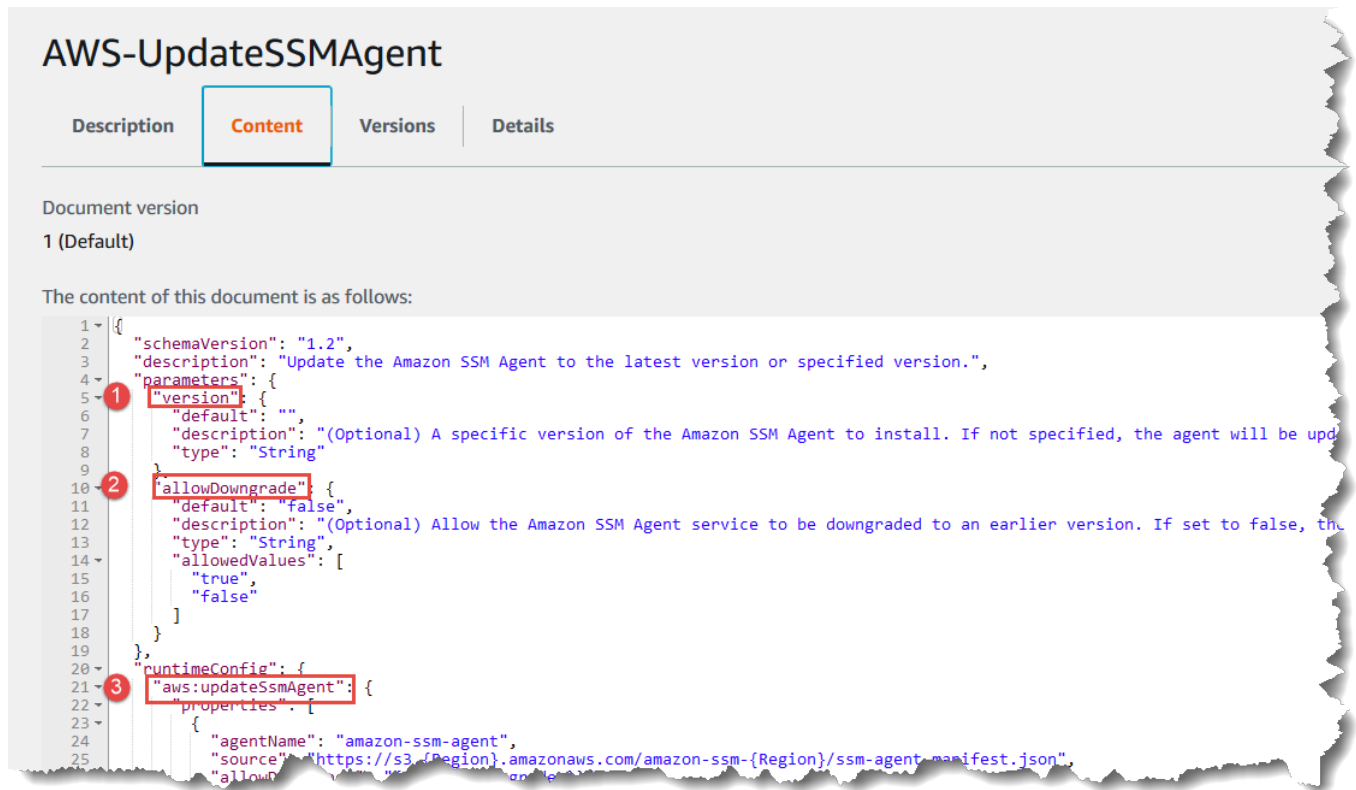 AWS-UpdateSSMAgent
Description Content Versions Details
Document version
1 (Default)
The content of this document is as follows:
1 {
2 "schemaVersion": "1.2",
3 "description": "Update the Amazon SSM Agent to the latest version or specified version.",
4 "parameters": {
5 1 "version": {
6 "default": "",
7 "description": "(Optional) A specific version of the Amazon SSM Agent to install. If not specified, the agent will be upd
8 "type": "String"
9 },
10 2 "allowDowngrade": {
11 "default": "false",
12 "description": "(Optional) Allow the Amazon SSM Agent service to be downgraded to an earlier version. If set to false, the
13 "type": "String",
14 "allowedValues": [
15 "true",
16 "false"
17 ]
18 }
19 },
20 "runtimeConfig": {
21 3 "aws:updateSsmAgent": {
22 "properties": [
23 {
24 "agentName": "amazon-ssm-agent",
25 "source": "https://s3.{Region}.amazonaws.com/amazon-ssm-{Region}/ssm-agent-manifest.json",